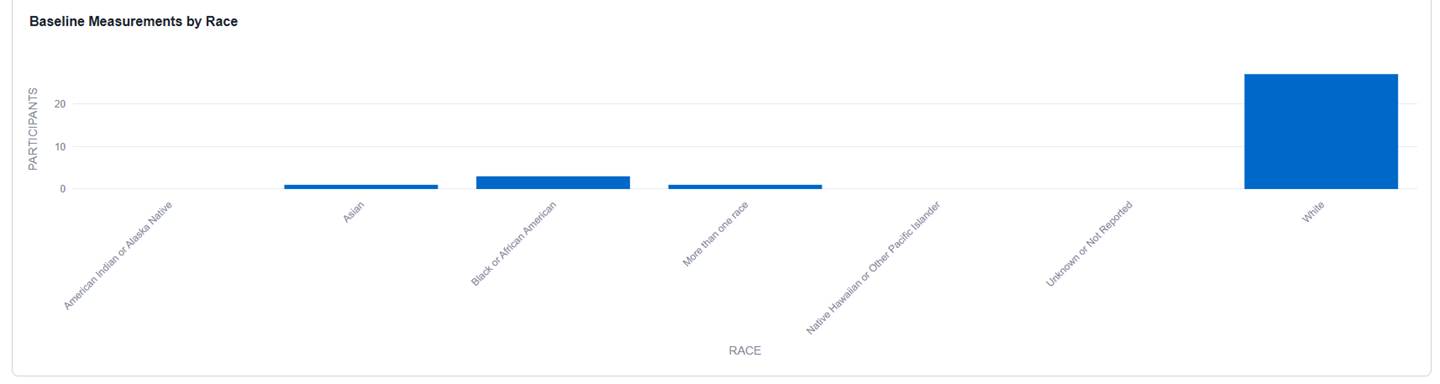 Baseline Measurements by Race
PARTICIPANTS
20
10
0
American Indian or Alaska Native
Asian
Black or African American
More than one race
Native Hawaiian or Other Pacific Islander
Unknown or Not Reported
White
RACE